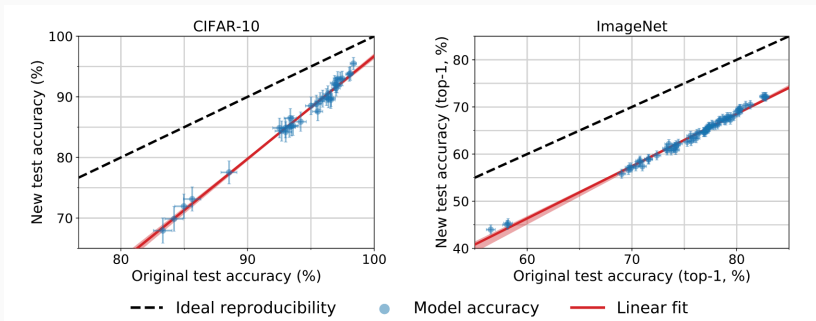 CIFAR-10
ImageNet
New test accuracy (%)
100
90
80
70
80
90
100
Original test accuracy (%)
New test accuracy (top-1, %)
80
70
60
50
40
60
70
80
Original test accuracy (top-1, %)
Ideal reproducibility
Model accuracy
Linear fit